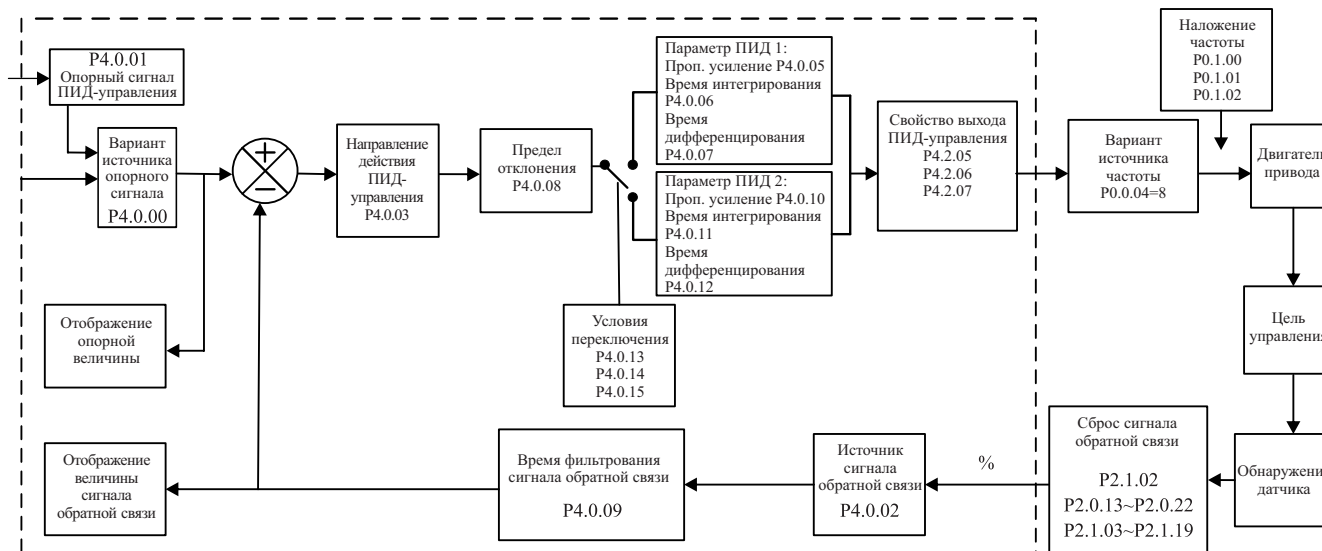 P4.0.01
Опорный сигнал
ПИД-управления
Вариант
источника
опорного
сигнала
P4.0.00
+
−
Направление
действия
ПИД-
управления
P4.0.03
Предел
отклонения
P4.0.08
Параметр ПИД 1:
Проп. усиление P4.0.05
Время интегрирования
P4.0.06
Время
дифференцирования
P4.0.07
Параметр ПИД 2:
Проп. усиление P4.0.10
Время интегрирования
P4.0.11
Время
дифференцирования
P4.0.12
Условия
переключения
P4.0.13
P4.0.14
P4.0.15
Свойство выхода
ПИД-управления
P4.2.05
P4.2.06
P4.2.07
Вариант
источника
частоты
P0.0.04=8
Наложение
частоты
P0.1.00
P0.1.01
P0.1.02
Двигатель
привода
Цель
управления
Обнаружение
датчика
Сброс сигнала
обратной связи
P2.1.02
P2.0.13~P2.0.22
P2.1.03~P2.1.19
%
Источник
сигнала
обратной связи
P4.0.02
Время фильтрования
сигнала обратной связи
P4.0.09
Отображение
опорной
величины
Отображение
велечины
сигнала
обратной связи